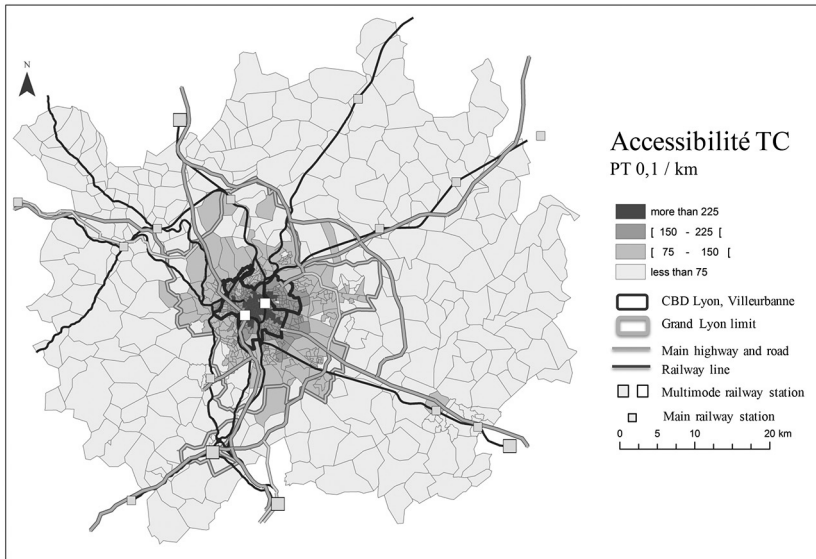 N
Accessibilité TC
PT 0,1 / km
more than 225
[ 150 - 225 [
[ 75 - 150 [
less than 75
CBD Lyon, Villeurbanne
Grand Lyon limit
Main highway and road
Railway line
Multimode railway station
Main railway station
0 5 10 20 km